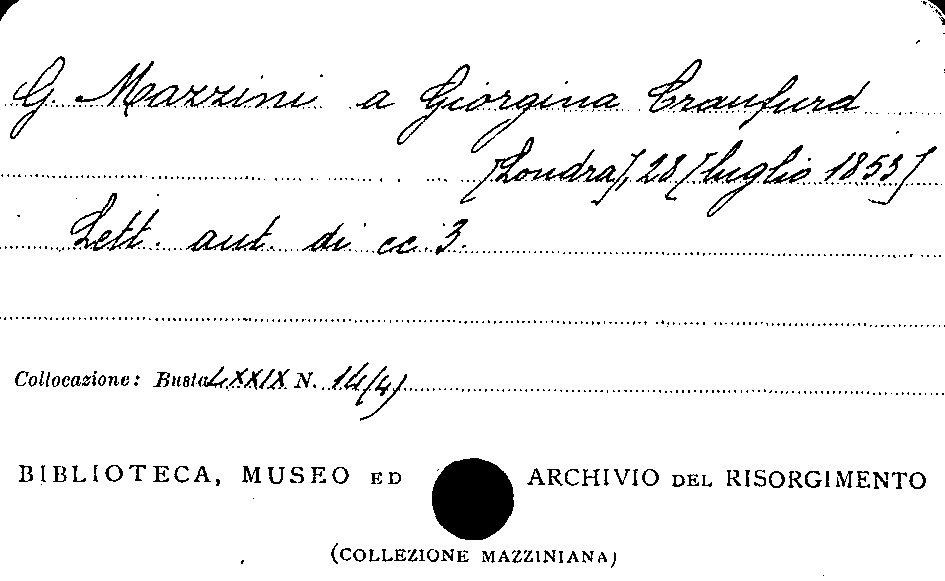 G. Mazzini a Giorgina Craufurd
[Londra], 28 [luglio 1853]
Lett. aut. di cc. 3.
Collocazione: Busta LXXIX N. 14(4)
BIBLIOTECA, MUSEO ED ARCHIVIO DEL RISORGIMENTO
(COLLEZIONE MAZZINIANA)